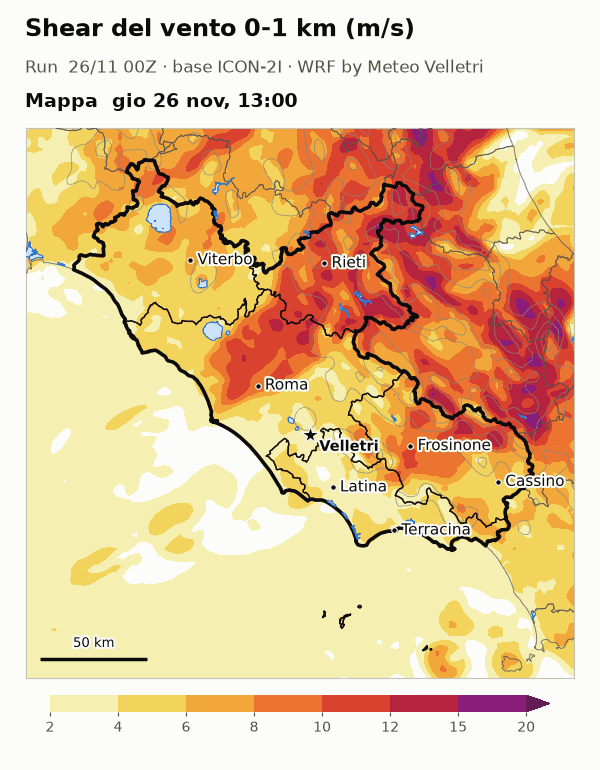 Shear del vento 0-1 km (m/s)
Run  26/11 00Z · base ICON-2I · WRF by Meteo Velletri
Mappa  gio 26 nov, 13:00
Viterbo
Rieti
Roma
Velletri
Frosinone
Latina
Cassino
Terracina
50 km
2 4 6 8 10 12 15 20